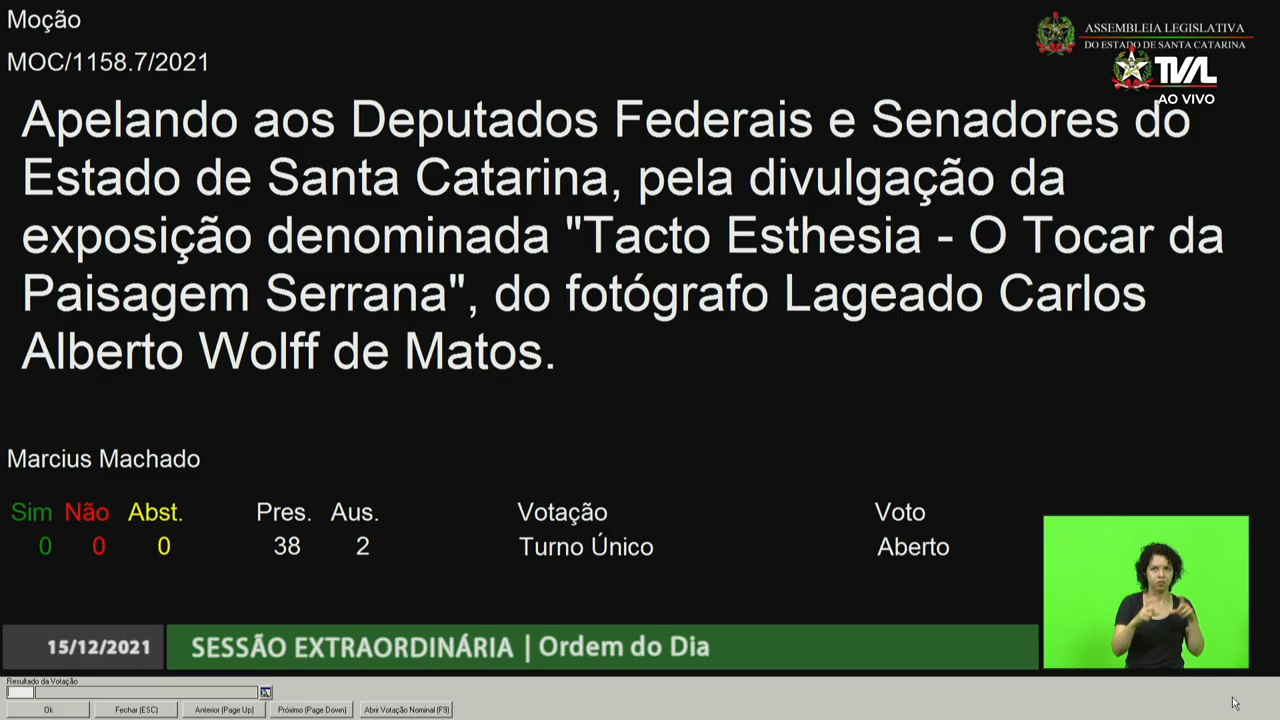 Moção
MOC/1158.7/2021
ASSEMBLEIA LEGISLATIVA
DO ESTADO DE SANTA CATARINA
TVAL
AO VIVO
Apelando aos Deputados Federais e Senadores do
Estado de Santa Catarina, pela divulgação da
exposição denominada "Tacto Esthesia - O Tocar da
Paisagem Serrana", do fotógrafo Lageado Carlos
Alberto Wolff de Matos.
Marcius Machado
Sim Não Abst. Pres. Aus. Votação Voto
0 0 0 38 2 Turno Único Aberto
15/12/2021 SESSÃO EXTRAORDINÁRIA | Ordem do Dia
Resultado da Votação
Ok Fechar (ESC) Anterior (Page Up) Próximo (Page Down) Abrir Votação Nominal (F9)